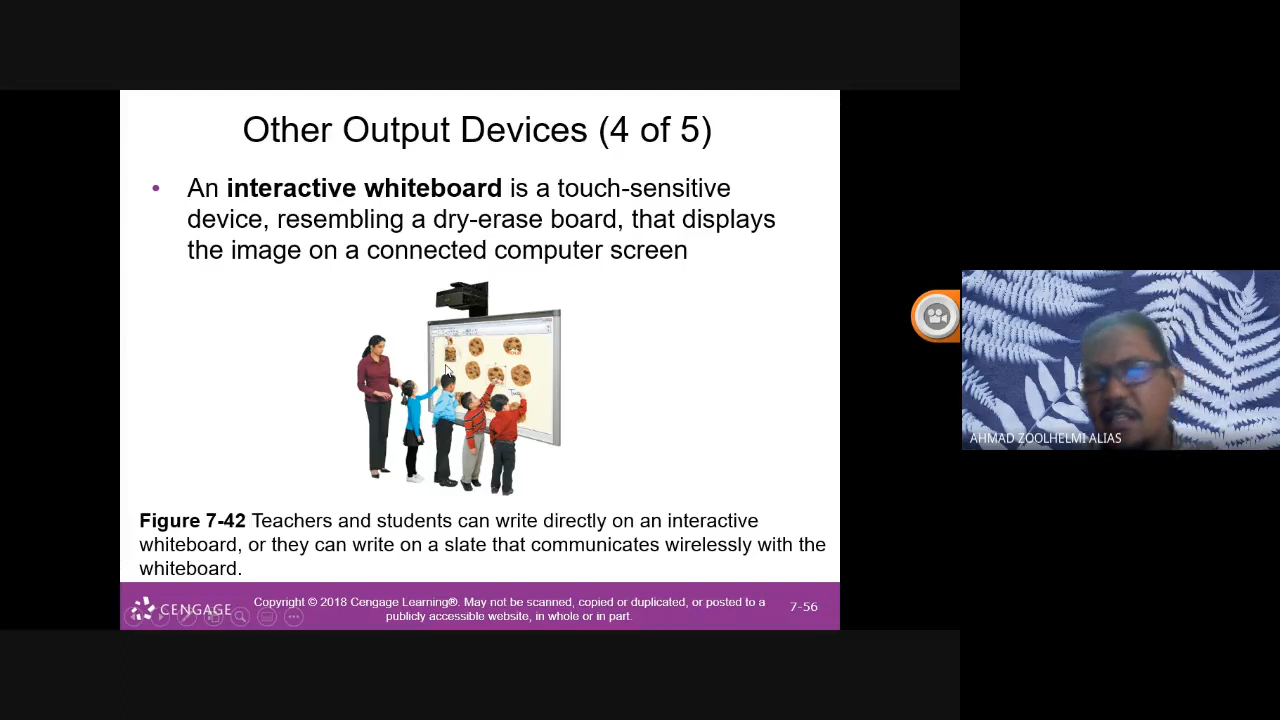 Other Output Devices (4 of 5)
• An interactive whiteboard is a touch-sensitive
device, resembling a dry-erase board, that displays
the image on a connected computer screen
Figure 7-42 Teachers and students can write directly on an interactive
whiteboard, or they can write on a slate that communicates wirelessly with the
whiteboard.
CENGAGE
Copyright © 2018 Cengage Learning®. May not be scanned, copied or duplicated, or posted to a
publicly accessible website, in whole or in part.
7-56
AHMAD ZOOLHELMI ALIAS